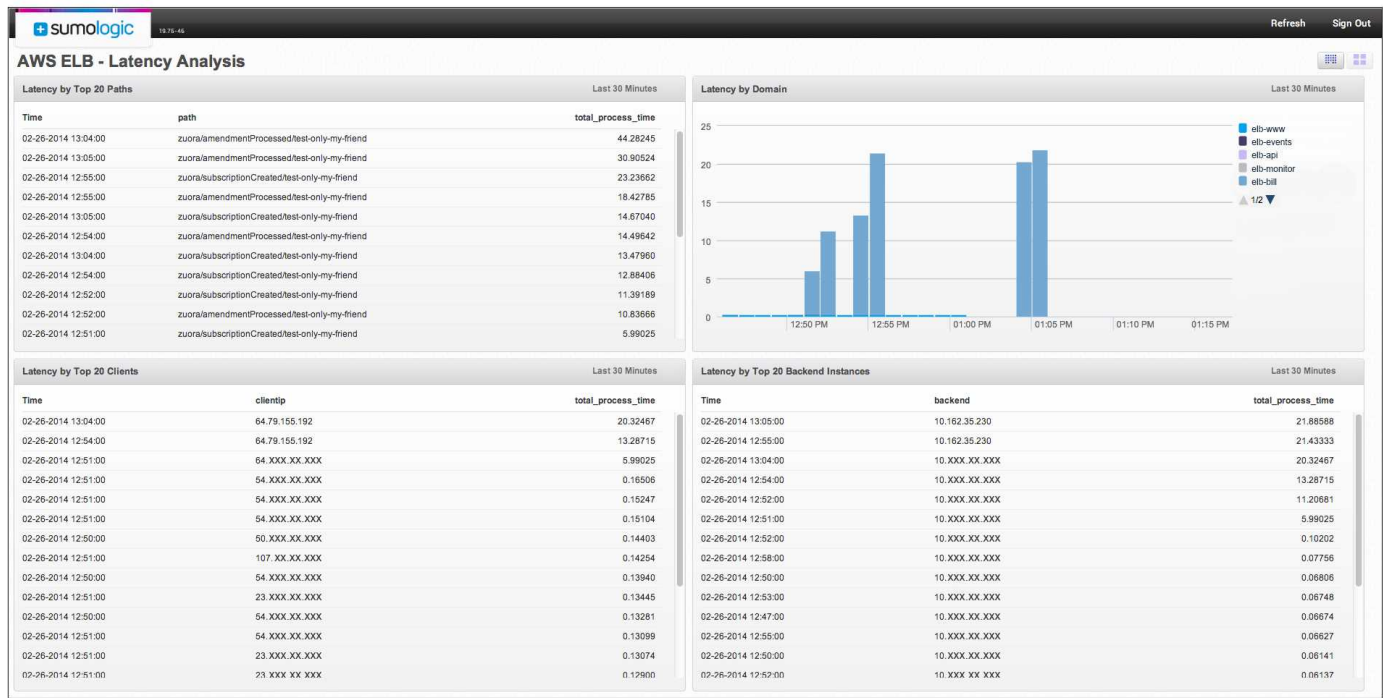 sumologic 19.75-46 Refresh Sign Out
AWS ELB - Latency Analysis
Latency by Top 20 Paths Last 30 Minutes
Time path total_process_time
02-26-2014 13:04:00 zuora/amendmentProcessed/test-only-my-friend 44.28245
02-26-2014 13:05:00 zuora/amendmentProcessed/test-only-my-friend 30.90524
02-26-2014 12:55:00 zuora/subscriptionCreated/test-only-my-friend 23.23662
02-26-2014 12:55:00 zuora/amendmentProcessed/test-only-my-friend 18.42785
02-26-2014 13:05:00 zuora/subscriptionCreated/test-only-my-friend 14.67040
02-26-2014 12:54:00 zuora/amendmentProcessed/test-only-my-friend 14.49642
02-26-2014 13:04:00 zuora/subscriptionCreated/test-only-my-friend 13.47960
02-26-2014 12:54:00 zuora/subscriptionCreated/test-only-my-friend 12.88406
02-26-2014 12:52:00 zuora/subscriptionCreated/test-only-my-friend 11.39189
02-26-2014 12:52:00 zuora/amendmentProcessed/test-only-my-friend 10.83666
02-26-2014 12:51:00 zuora/subscriptionCreated/test-only-my-friend 5.99025
Latency by Domain Last 30 Minutes
25
20
15
10
5
0
12:50 PM 12:55 PM 01:00 PM 01:05 PM 01:10 PM 01:15 PM
elb-www
elb-events
elb-api
elb-monitor
elb-bill
1/2
Latency by Top 20 Clients Last 30 Minutes
Time clientip total_process_time
02-26-2014 13:04:00 64.79.155.192 20.32467
02-26-2014 12:54:00 64.79.155.192 13.28715
02-26-2014 12:51:00 64.XXX.XX.XXX 5.99025
02-26-2014 12:51:00 54.XXX.XX.XXX 0.16506
02-26-2014 12:51:00 54.XXX.XX.XXX 0.15247
02-26-2014 12:51:00 54.XXX.XX.XXX 0.15104
02-26-2014 12:50:00 50.XXX.XX.XXX 0.14403
02-26-2014 12:51:00 107.XX.XX.XXX 0.14254
02-26-2014 12:50:00 54.XXX.XX.XXX 0.13940
02-26-2014 12:51:00 23.XXX.XX.XXX 0.13445
02-26-2014 12:50:00 54.XXX.XX.XXX 0.13281
02-26-2014 12:51:00 54.XXX.XX.XXX 0.13099
02-26-2014 12:51:00 23.XXX.XX.XXX 0.13074
02-26-2014 12:51:00 23.XXX.XX.XXX 0.12900
Latency by Top 20 Backend Instances Last 30 Minutes
Time backend total_process_time
02-26-2014 13:05:00 10.162.35.230 21.88588
02-26-2014 12:55:00 10.162.35.230 21.43333
02-26-2014 13:04:00 10.XXX.XX.XXX 20.32467
02-26-2014 12:54:00 10.XXX.XX.XXX 13.28715
02-26-2014 12:52:00 10.XXX.XX.XXX 11.20681
02-26-2014 12:51:00 10.XXX.XX.XXX 5.99025
02-26-2014 12:52:00 10.XXX.XX.XXX 0.10202
02-26-2014 12:58:00 10.XXX.XX.XXX 0.07756
02-26-2014 12:50:00 10.XXX.XX.XXX 0.06806
02-26-2014 12:53:00 10.XXX.XX.XXX 0.06748
02-26-2014 12:47:00 10.XXX.XX.XXX 0.06674
02-26-2014 12:55:00 10.XXX.XX.XXX 0.06627
02-26-2014 12:50:00 10.XXX.XX.XXX 0.06141
02-26-2014 12:52:00 10.XXX.XX.XXX 0.06137